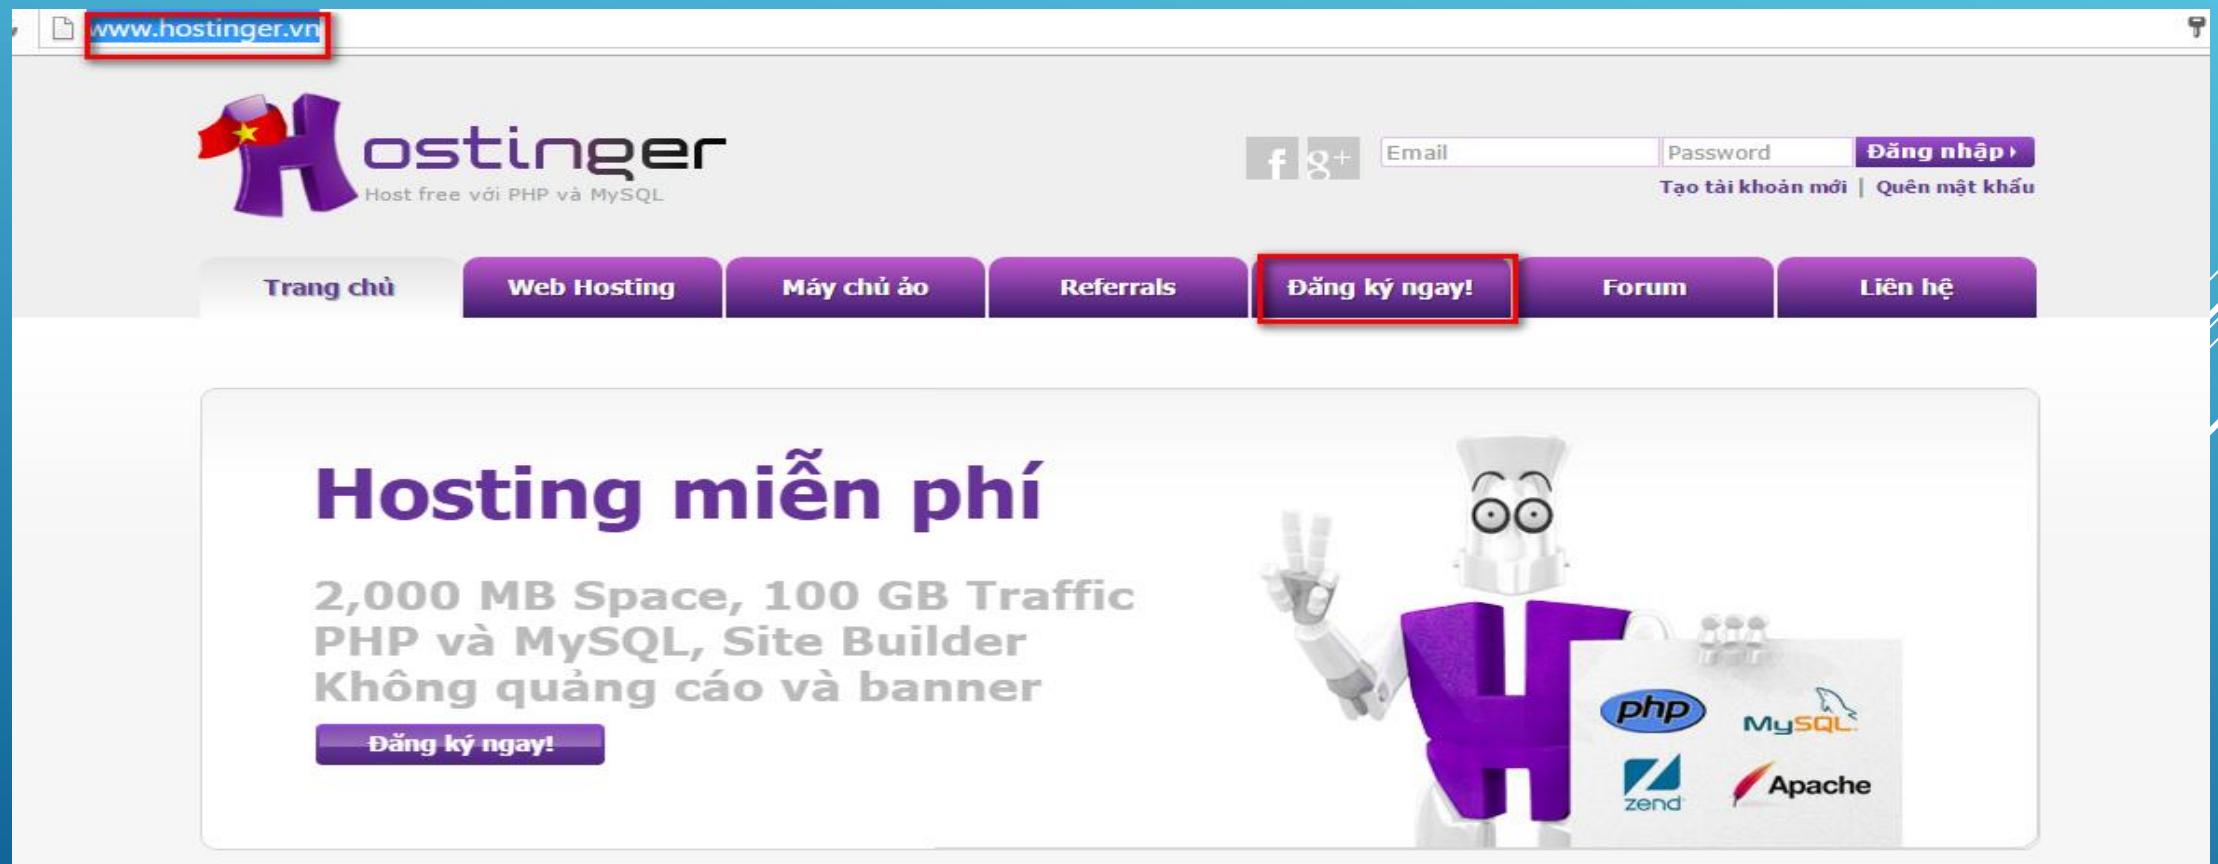 www.hostinger.vn
Hostinger
Host free với PHP và MySQL
f g+ Email Password Đăng nhập
Tạo tài khoản mới | Quên mật khẩu
Trang chủ Web Hosting Máy chủ ảo Referrals Đăng ký ngay! Forum Liên hệ
Hosting miễn phí
2,000 MB Space, 100 GB Traffic
PHP và MySQL, Site Builder
Không quảng cáo và banner
Đăng ký ngay!
php MySQL
zend Apache